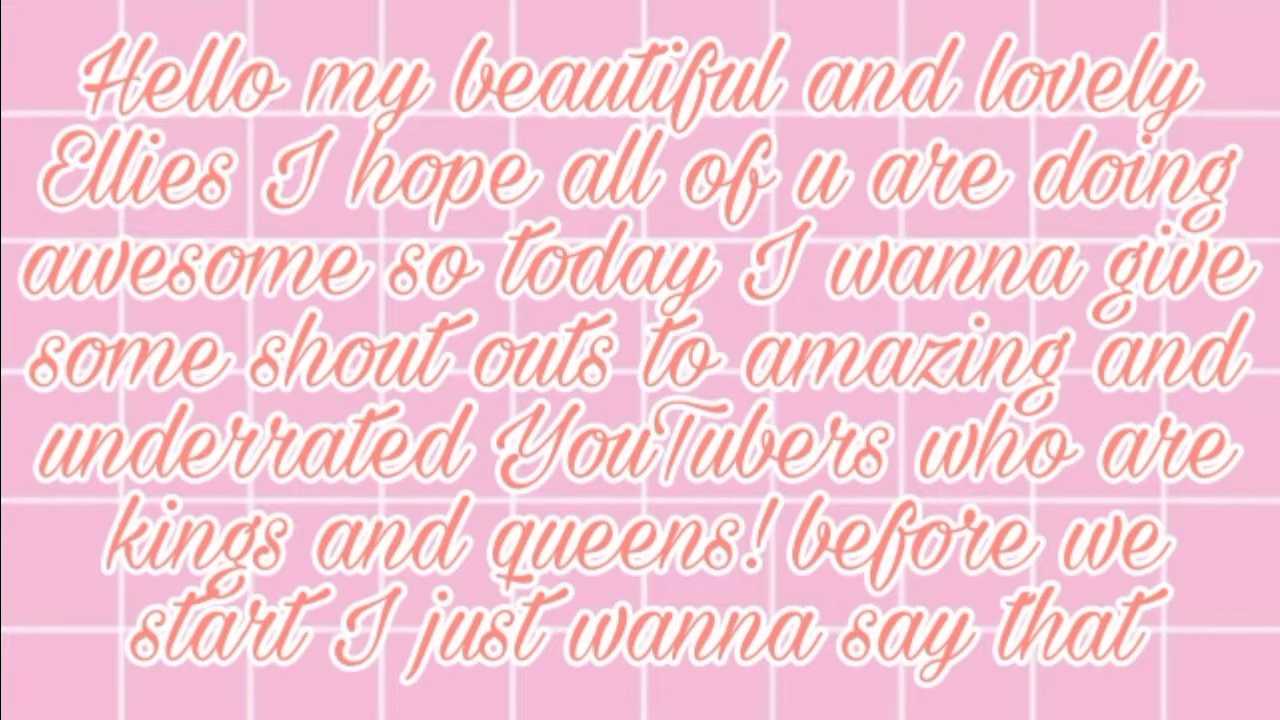 Hello my beautiful and lovely
Ellies I hope all of u are doing
awesome so today I wanna give
some shout outs to amazing and
underrated YouTubers who are
kings and queens! before we
start I just wanna say that